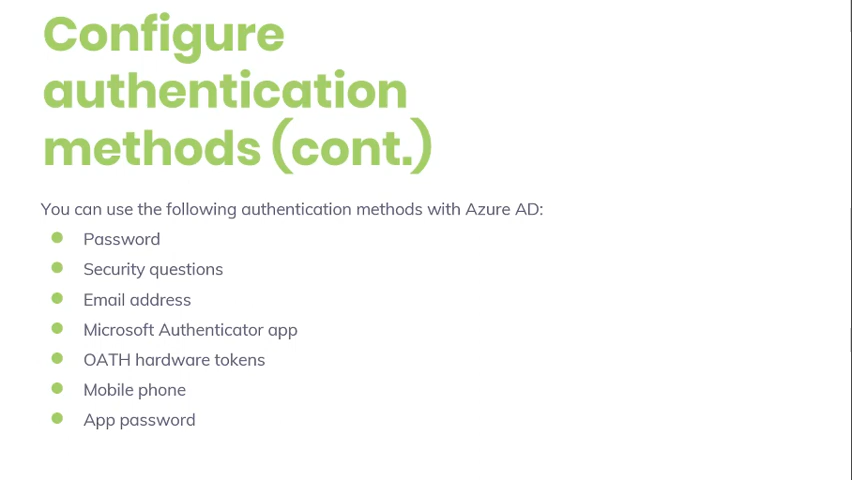 Configure
authentication
methods (cont.)
You can use the following authentication methods with Azure AD:
Password
Security questions
Email address
Microsoft Authenticator app
OATH hardware tokens
Mobile phone
App password